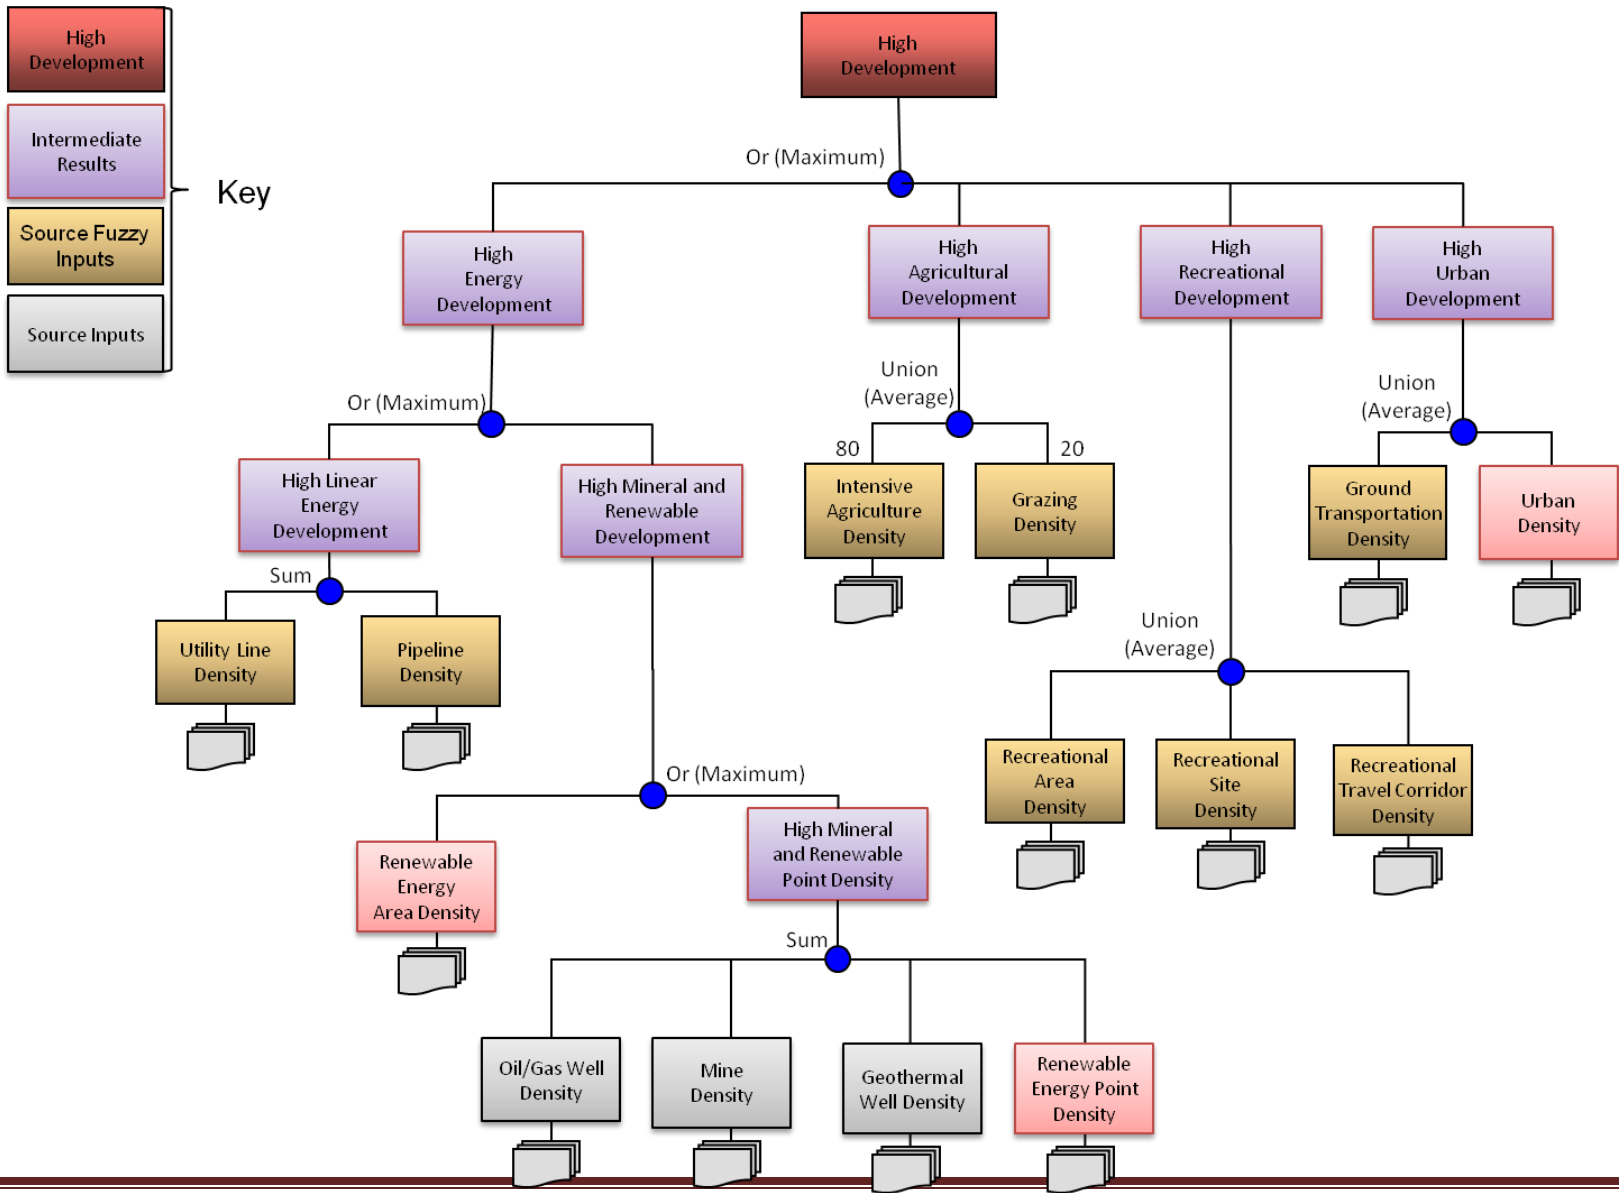 High
Development
Intermediate
Results
Source Fuzzy
Inputs
Source Inputs
Key
High
Development
Or (Maximum)
High
Energy
Development
High
Agricultural
Development
High
Recreational
Development
High
Urban
Development
Or (Maximum)
Union
(Average)
Union
(Average)
80
20
High Linear
Energy
Development
High Mineral and
Renewable
Development
Intensive
Agriculture
Density
Grazing
Density
Ground
Transportation
Density
Urban
Density
Sum
Utility Line
Density
Pipeline
Density
Union
(Average)
Or (Maximum)
Recreational
Area
Density
Recreational
Site
Density
Recreational
Travel Corridor
Density
Renewable
Energy
Area Density
High Mineral
and Renewable
Point Density
Sum
Oil/Gas Well
Density
Mine
Density
Geothermal
Well Density
Renewable
Energy Point
Density